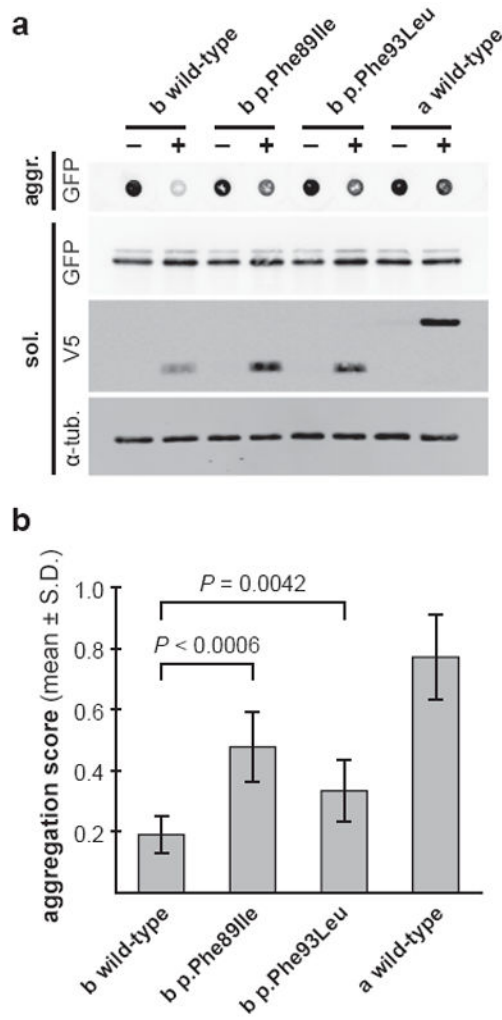 a
b wild-type
b p.Phe89Ile
b p.Phe93Leu
a wild-type
– + – + – + – +
aggr.
GFP
sol.
GFP
V5
α-tub.
b
aggregation score (mean ± S.D.)
1.0
0.8
0.6
0.4
0.2
P = 0.0042
P < 0.0006
b wild-type
b p.Phe89Ile
b p.Phe93Leu
a wild-type